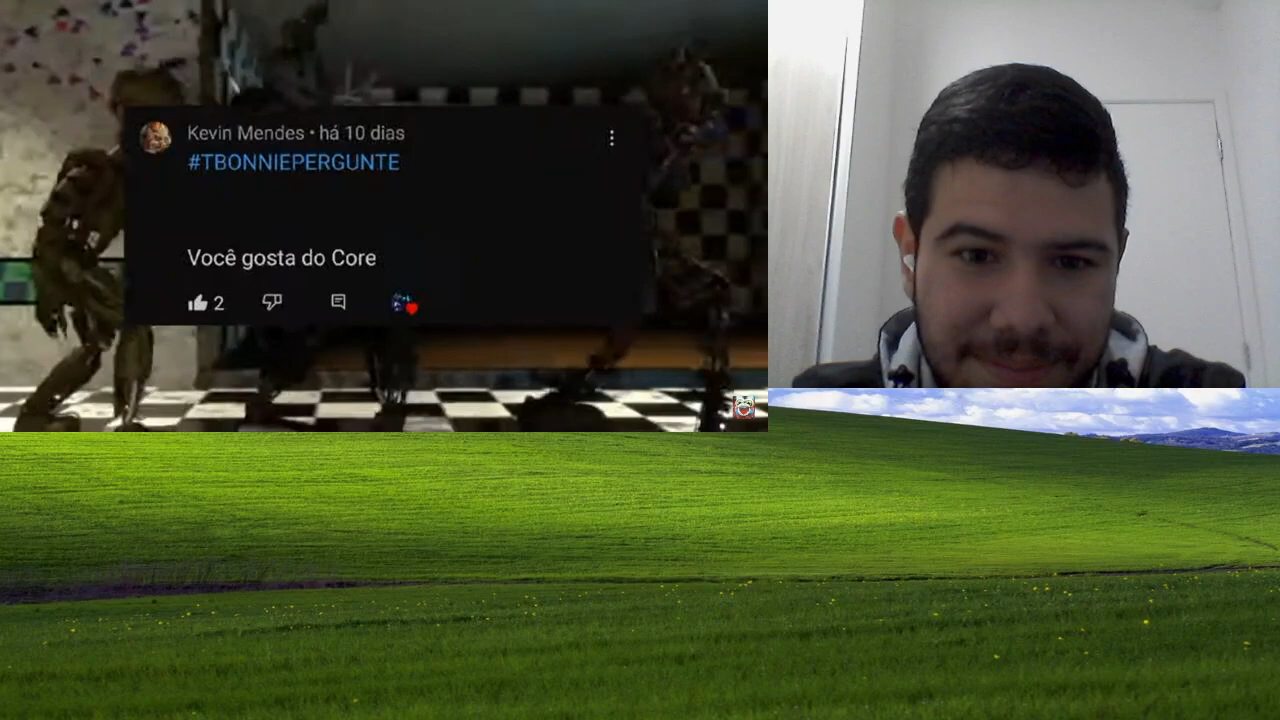 Kevin Mendes • há 10 dias
#TBONNIEPERGUNTE
Você gosta do Core
2